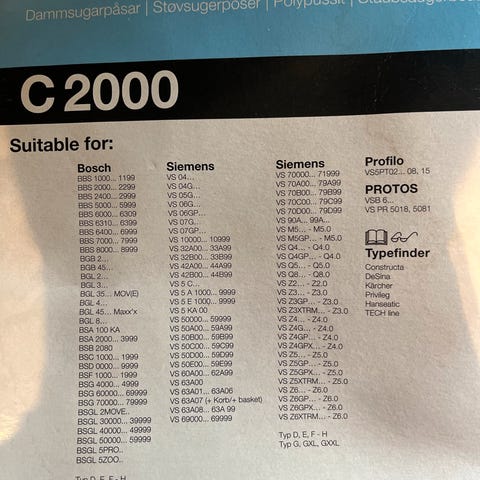 Dammsugarpåsar | Støvsugerposer | Pölypussit |
C 2000
Suitable for:
Bosch
BBS 1000... 1199
BBS 2000... 2299
BBS 2400... 2999
BBS 5000... 5999
BBS 6000... 6309
BBS 6310... 6399
BBS 6400... 6999
BBS 7000... 7999
BBS 8000... 8999
BGB 2...
BGB 45...
BGL 2...
BGL 3...
BGL 35... MOV(E)
BGL 4...
BGL 45... Maxx'x
BGL 8...
BSA 100 KA
BSA 2000... 3999
BSB 2080
BSC 1000... 1999
BSD 0000... 9999
BSF 1000... 1999
BSG 4000... 4999
BSG 60000... 69999
BSG 70000... 79999
BSGL 2MOVE..
BSGL 30000... 39999
BSGL 40000... 49999
BSGL 50000... 59999
BSGL 5PRO..
BSGL 5ZOO..
Siemens
VS 04...
VS 04G...
VS 05G...
VS 06G...
VS 06GP...
VS 07G...
VS 07GP...
VS 10000... 10999
VS 32A00... 33A99
VS 32B00... 33B99
VS 42A00... 44A99
VS 42B00... 44B99
VS 5 C...
VS 5 A 1000... 9999
VS 5 E 1000... 9999
VS 5 KA 00
VS 50000... 59999
VS 50A00... 59A99
VS 50B00... 59B99
VS 50C00... 59C99
VS 50D00... 59D99
VS 50E00... 59E99
VS 60A00... 62A99
VS 63A00
VS 63A01... 63A06
VS 63A07 (+ Korb/+ basket)
VS 63A08... 63A 99
VS 69000... 69999
Siemens
VS 70000... 71999
VS 70A00... 79A99
VS 70B00... 79B99
VS 70C00... 79C99
VS 70D00... 79D99
VS 90A... 99A...
VS M5... - M5.0
VS M5GP... - M5.0
VS Q4... - Q4.0
VS Q4GP... - Q4.0
VS Q5... - Q5.0
VS Q8... - Q8.0
VS Z2... - Z2.0
VS Z3... - Z3.0
VS Z3GP... - Z3.0
VS Z3XTRM... - Z3.0
VS Z4... - Z4.0
VS Z4G... - Z4.0
VS Z4GP... - Z4.0
VS Z4GPX... - Z4.0
VS Z5... - Z5.0
VS Z5GP... - Z5.0
VS Z5GPX... - Z5.0
VS Z5XTRM... - Z5.0
VS Z6... - Z6.0
VS Z6GP... - Z6.0
VS Z6GPX... - Z6.0
VS Z6XTRM... - Z6.0
Typ D, E, F - H
Typ G, GXL, GXXL
Profilo
VS5PT02... 08, 15
PROTOS
VSB 6...
VS PR 5018, 5081
Typefinder
Constructa
DeSina
Kärcher
Privileg
Hanseatic
TECH line